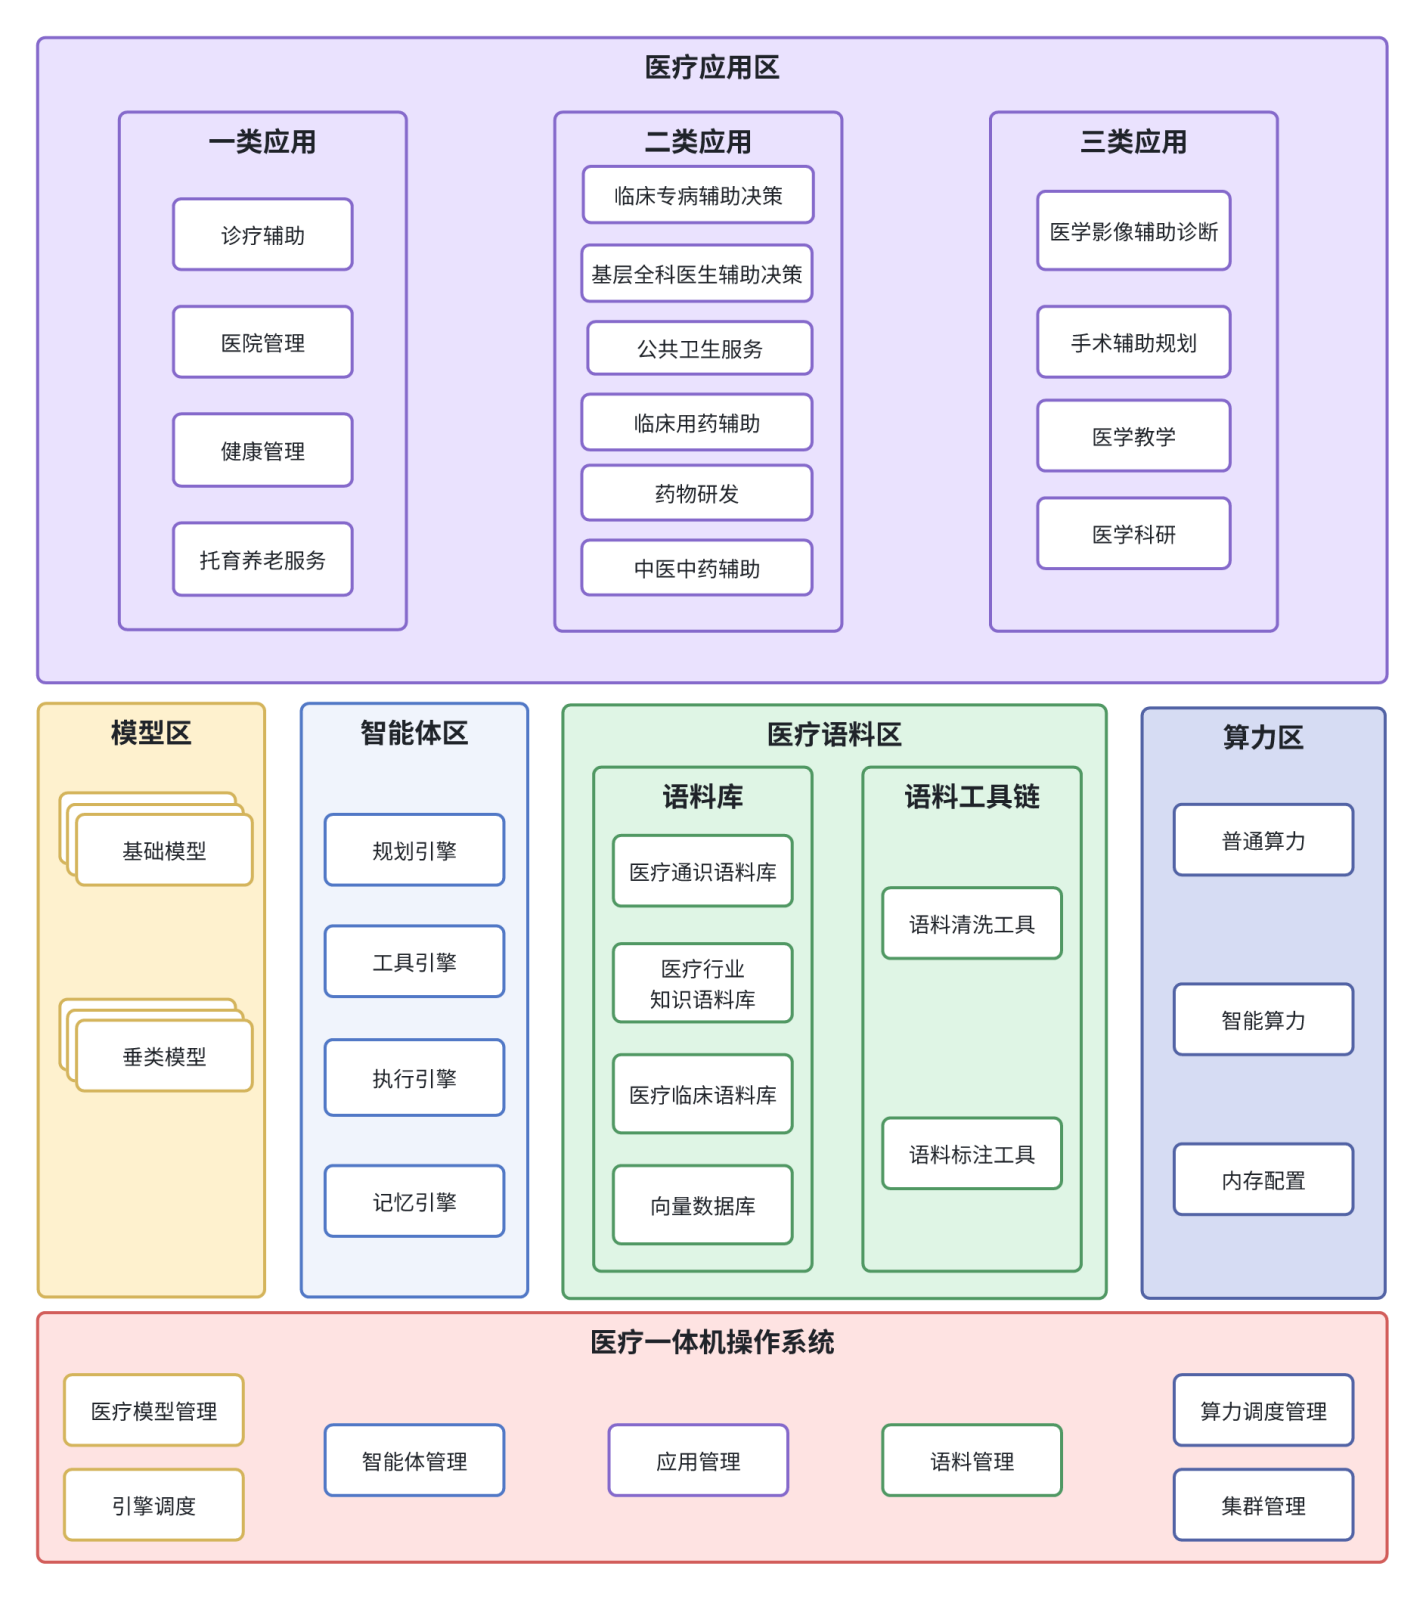 医疗应用区
一类应用
诊疗辅助
医院管理
健康管理
托育养老服务
二类应用
临床专病辅助决策
基层全科医生辅助决策
公共卫生服务
临床用药辅助
药物研发
中医中药辅助
三类应用
医学影像辅助诊断
手术辅助规划
医学教学
医学科研
模型区
基础模型
垂类模型
智能体区
规划引擎
工具引擎
执行引擎
记忆引擎
医疗语料区
语料库
医疗通识语料库
医疗行业
知识语料库
医疗临床语料库
向量数据库
语料工具链
语料清洗工具
语料标注工具
算力区
普通算力
智能算力
内存配置
医疗一体机操作系统
医疗模型管理
引擎调度
智能体管理
应用管理
语料管理
算力调度管理
集群管理